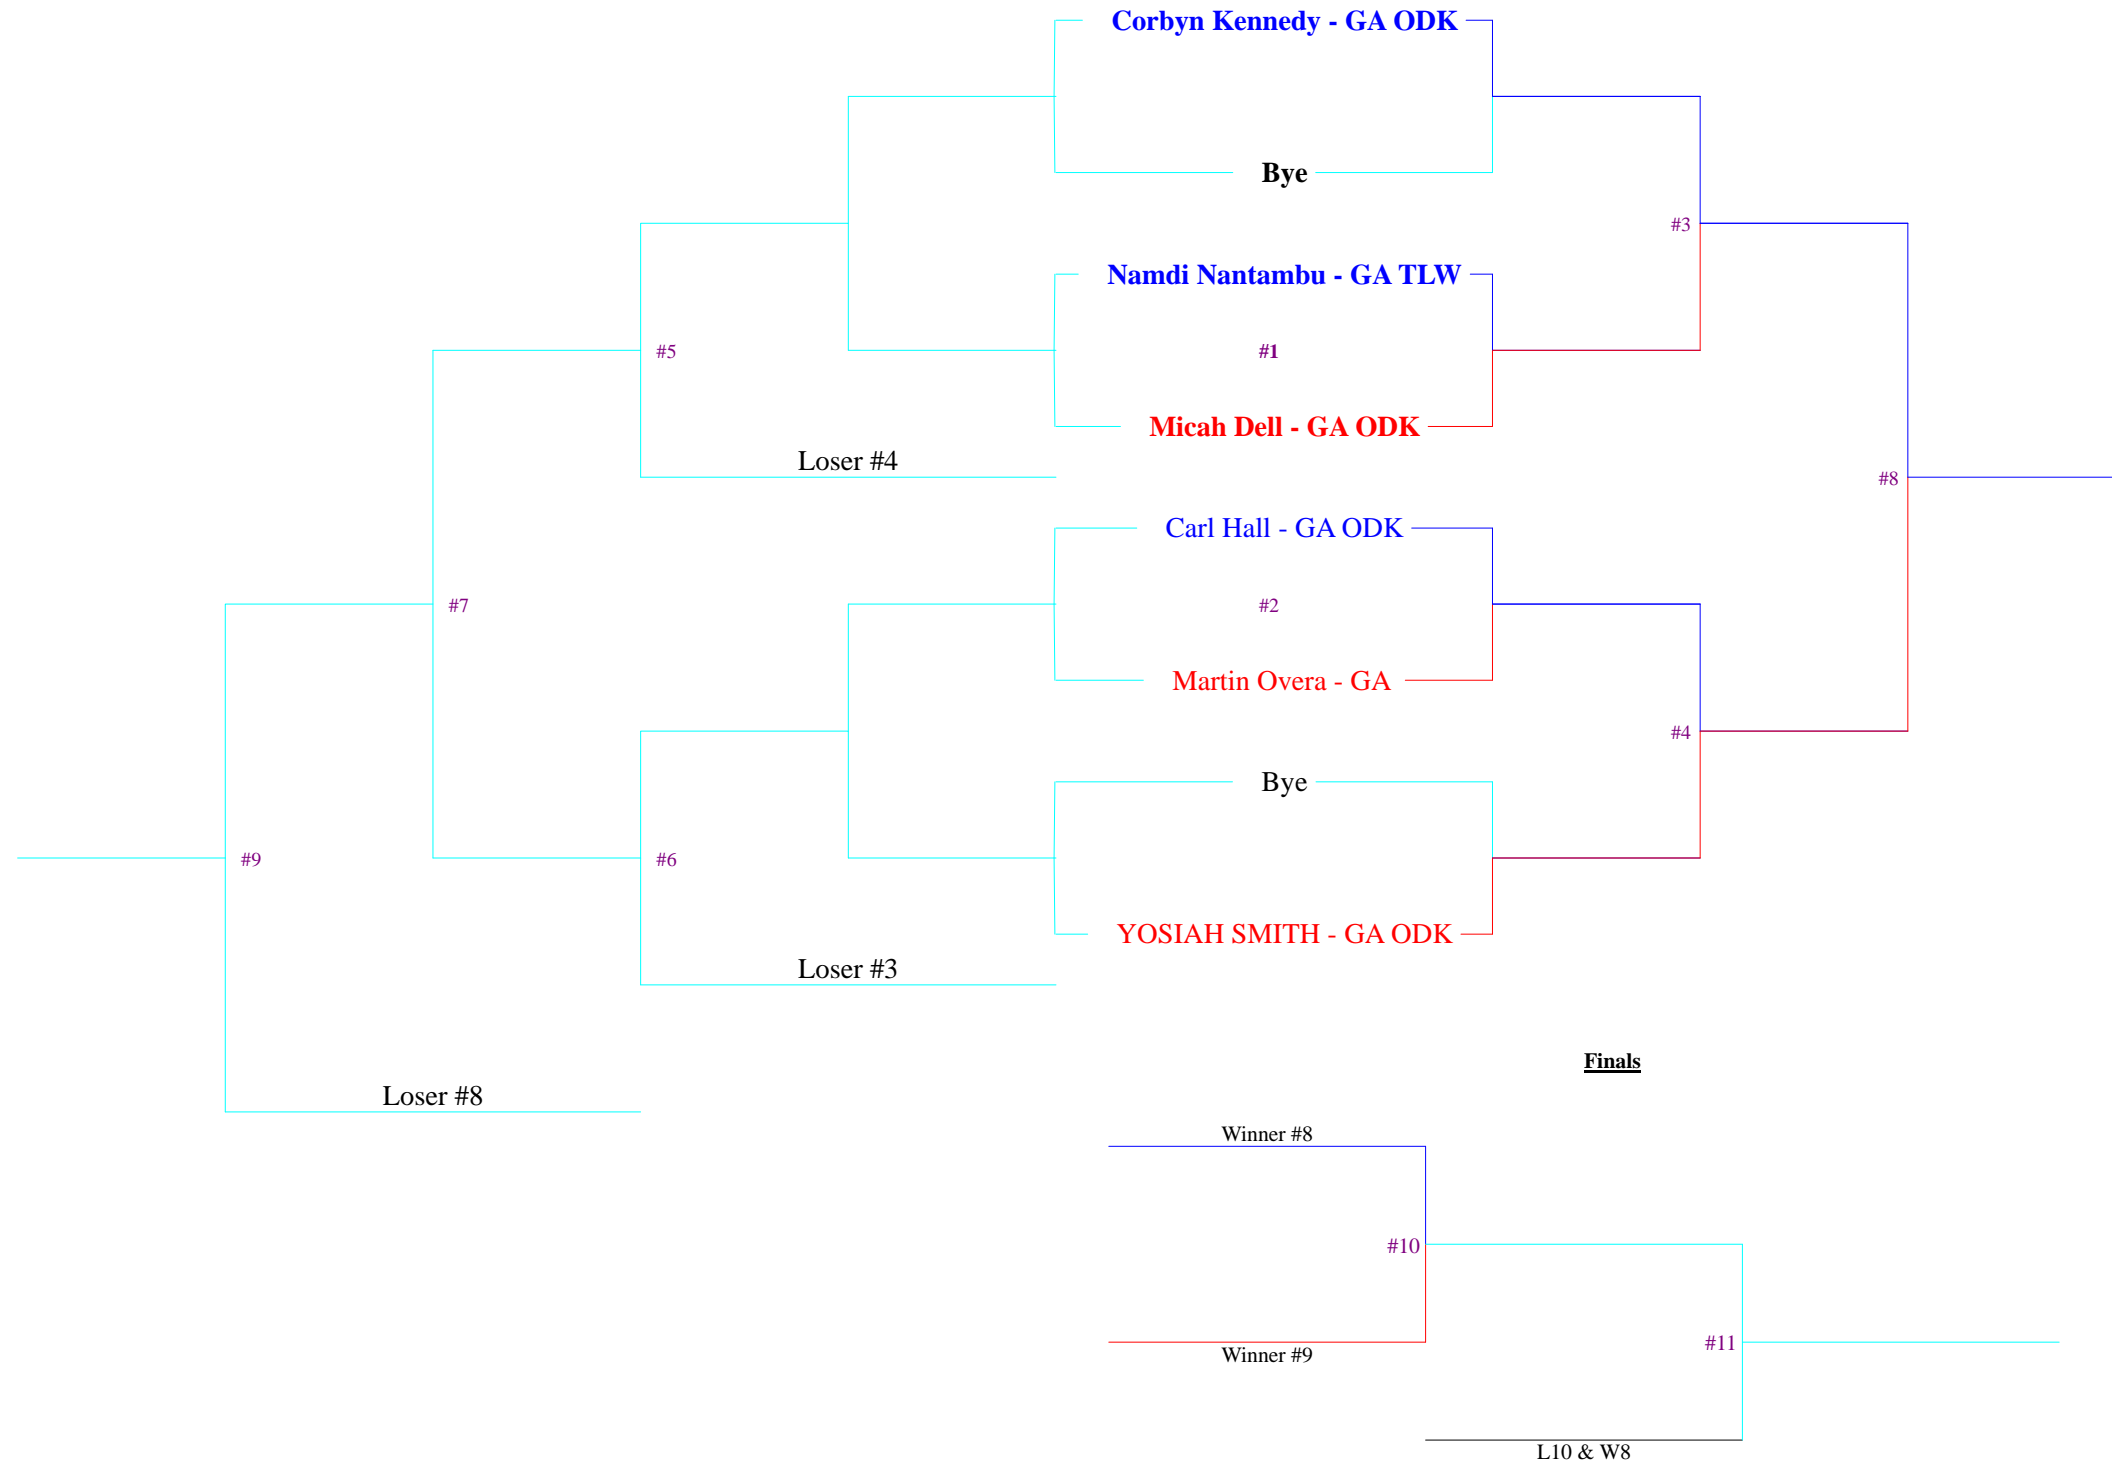 Corbyn Kennedy - GA ODK
Bye
#3
Namdi Nantambu - GA TLW
#5
#1
Micah Dell - GA ODK
Loser #4
#8
Carl Hall - GA ODK
#7
#2
Martin Overa - GA
#4
Bye
#9
#6
YOSIAH SMITH - GA ODK
Loser #3
Finals
Loser #8
Winner #8
#10
#11
Winner #9
L10 & W8